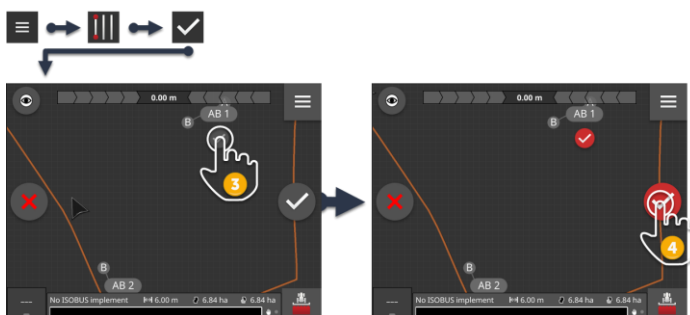 0.00 m
AB 1
B
3
B
AB 2
No ISOBUS implement 6.00 m 6.84 ha 6.84 ha
0.00 m
AB 1
B
4
B
AB 2
No ISOBUS implement 6.00 m 6.84 ha 6.84 ha